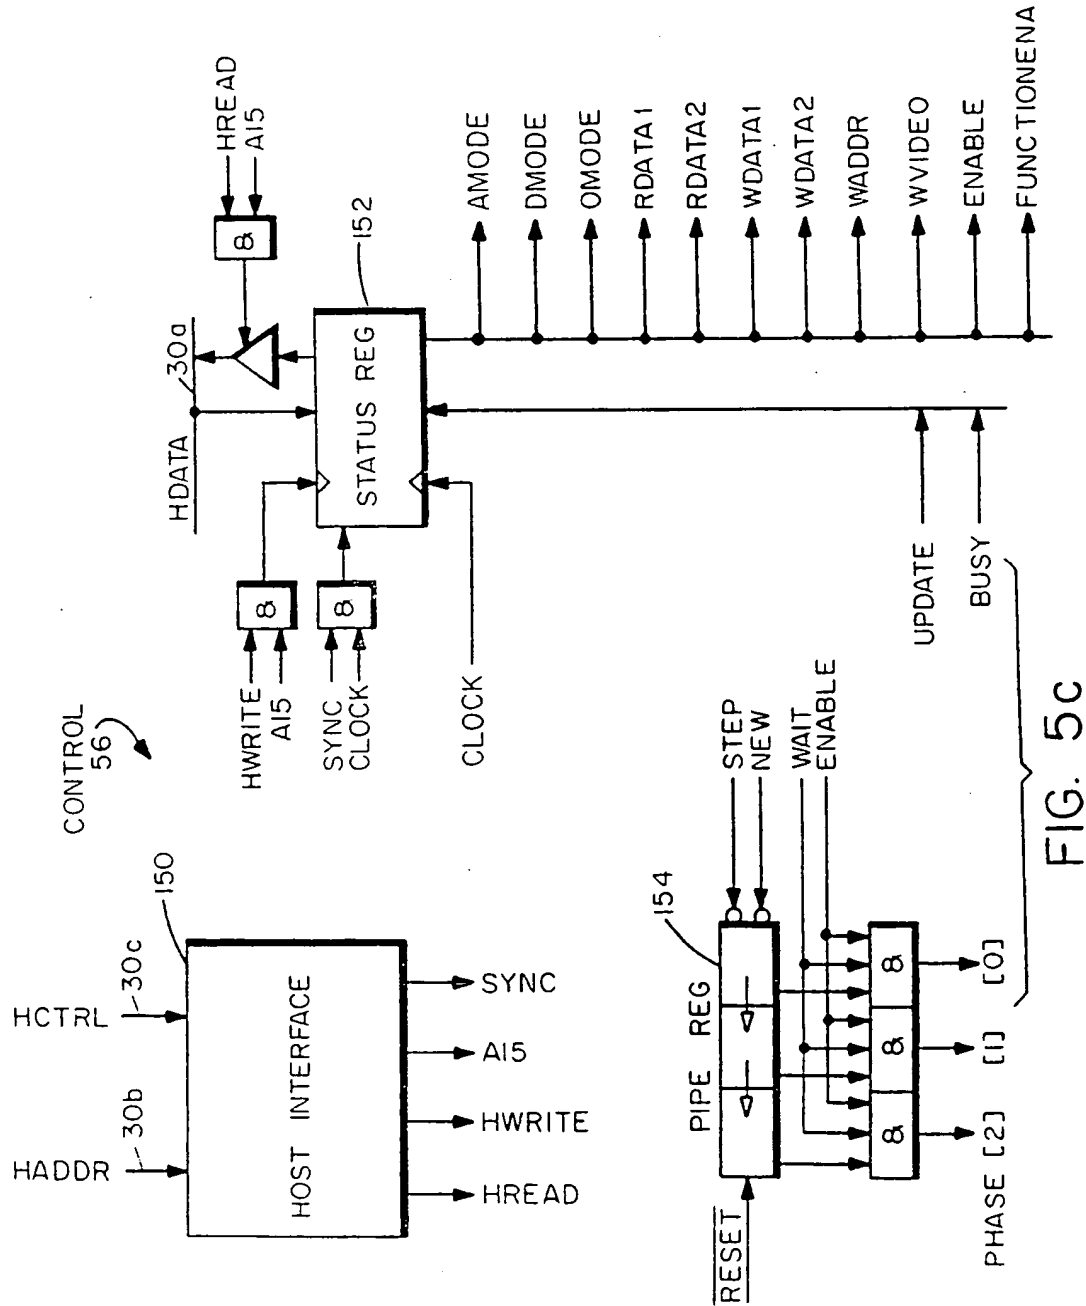 CONTROL
56
HADDR
30b
HCTRL
30c
150
HOST INTERFACE
HREAD
HWRITE
A15
SYNC
HDATA
30a
HREAD
A15
&
HWRITE
A15
&
SYNC
CLOCK
&
CLOCK
STATUS REG
152
AMODE
DMODE
OMODE
RDATA1
RDATA2
WDATA1
WDATA2
WADDR
WVIDEO
ENABLE
FUNCTIONENA
UPDATE
BUSY
RESET
PIPE REG
154
STEP
NEW
WAIT
ENABLE
&
&
&
PHASE [2]
[1]
[0]
FIG. 5c